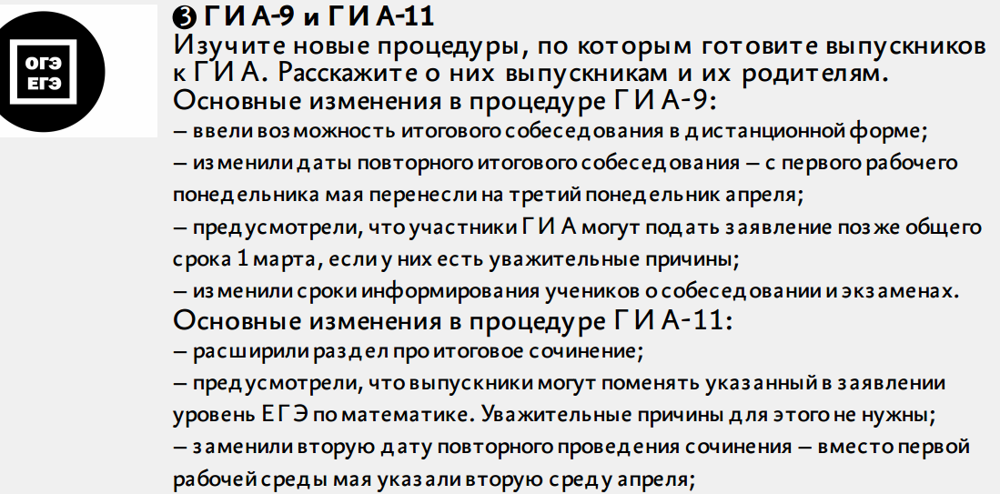 ОГЭ
ЕГЭ
3 ГИА-9 и ГИА-11
Изучите новые процедуры, по которым готовите выпускников
к ГИА. Расскажите о них выпускникам и их родителям.
Основные изменения в процедуре ГИА-9:
– ввели возможность итогового собеседования в дистанционной форме;
– изменили даты повторного итогового собеседования – с первого рабочего
понедельника мая перенесли на третий понедельник апреля;
– предусмотрели, что участники ГИА могут подать заявление позже общего
срока 1 марта, если у них есть уважительные причины;
– изменили сроки информирования учеников о собеседовании и экзаменах.
Основные изменения в процедуре ГИА-11:
– расширили раздел про итоговое сочинение;
– предусмотрели, что выпускники могут поменять указанный в заявлении
уровень ЕГЭ по математике. Уважительные причины для этого не нужны;
– заменили вторую дату повторного проведения сочинения – вместо первой
рабочей среды мая указали вторую среду апреля;